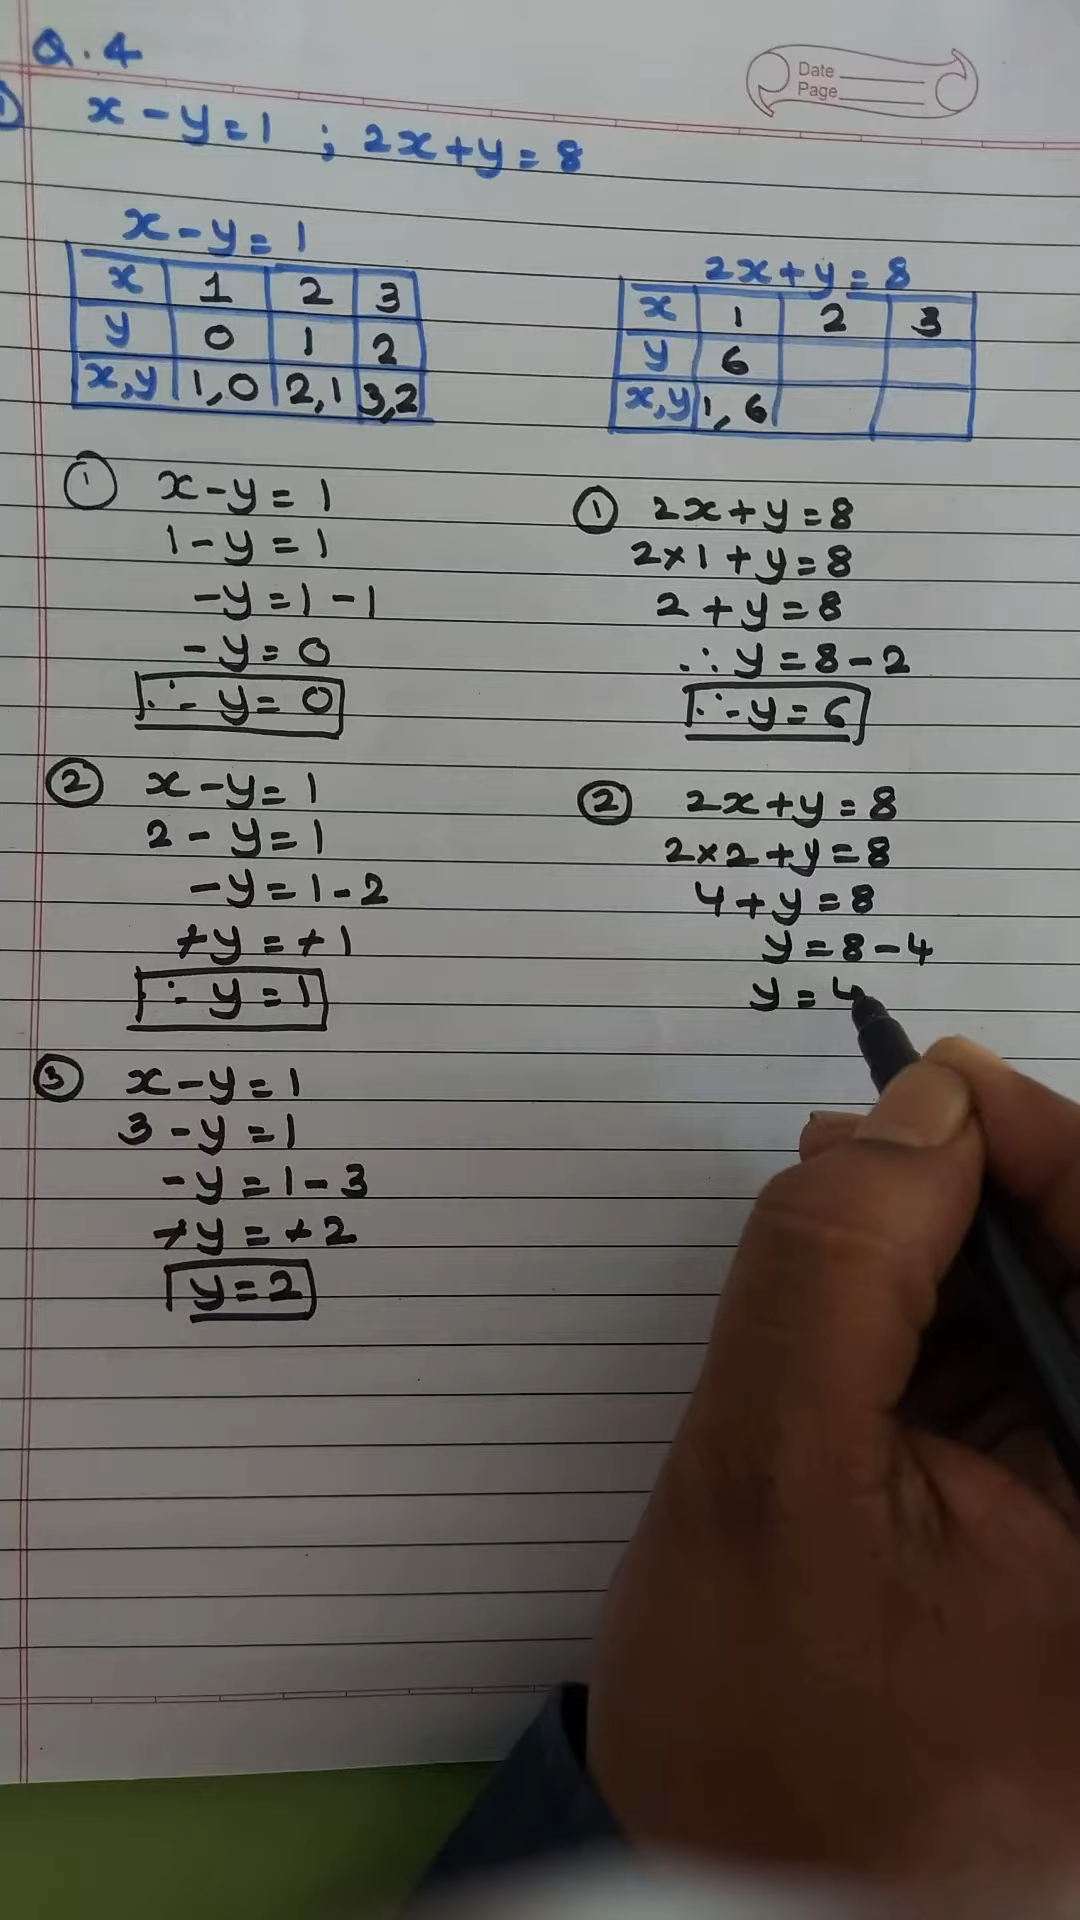 Q.4
Date
Page
1) x - y = 1 ; 2x + y = 8
x - y = 1
x 1 2 3
y 0 1 2
x,y 1,0 2,1 3,2
2x + y = 8
x 1 2 3
y 6
x,y 1,6
① x - y = 1
1 - y = 1
- y = 1 - 1
- y = 0
∴ y = 0
② x - y = 1
2 - y = 1
- y = 1 - 2
+ y = + 1
∴ y = 1
③ x - y = 1
3 - y = 1
- y = 1 - 3
+ y = + 2
y = 2
① 2x + y = 8
2 × 1 + y = 8
2 + y = 8
∴ y = 8 - 2
∴ y = 6
② 2x + y = 8
2 × 2 + y = 8
4 + y = 8
y = 8 - 4
y = 4